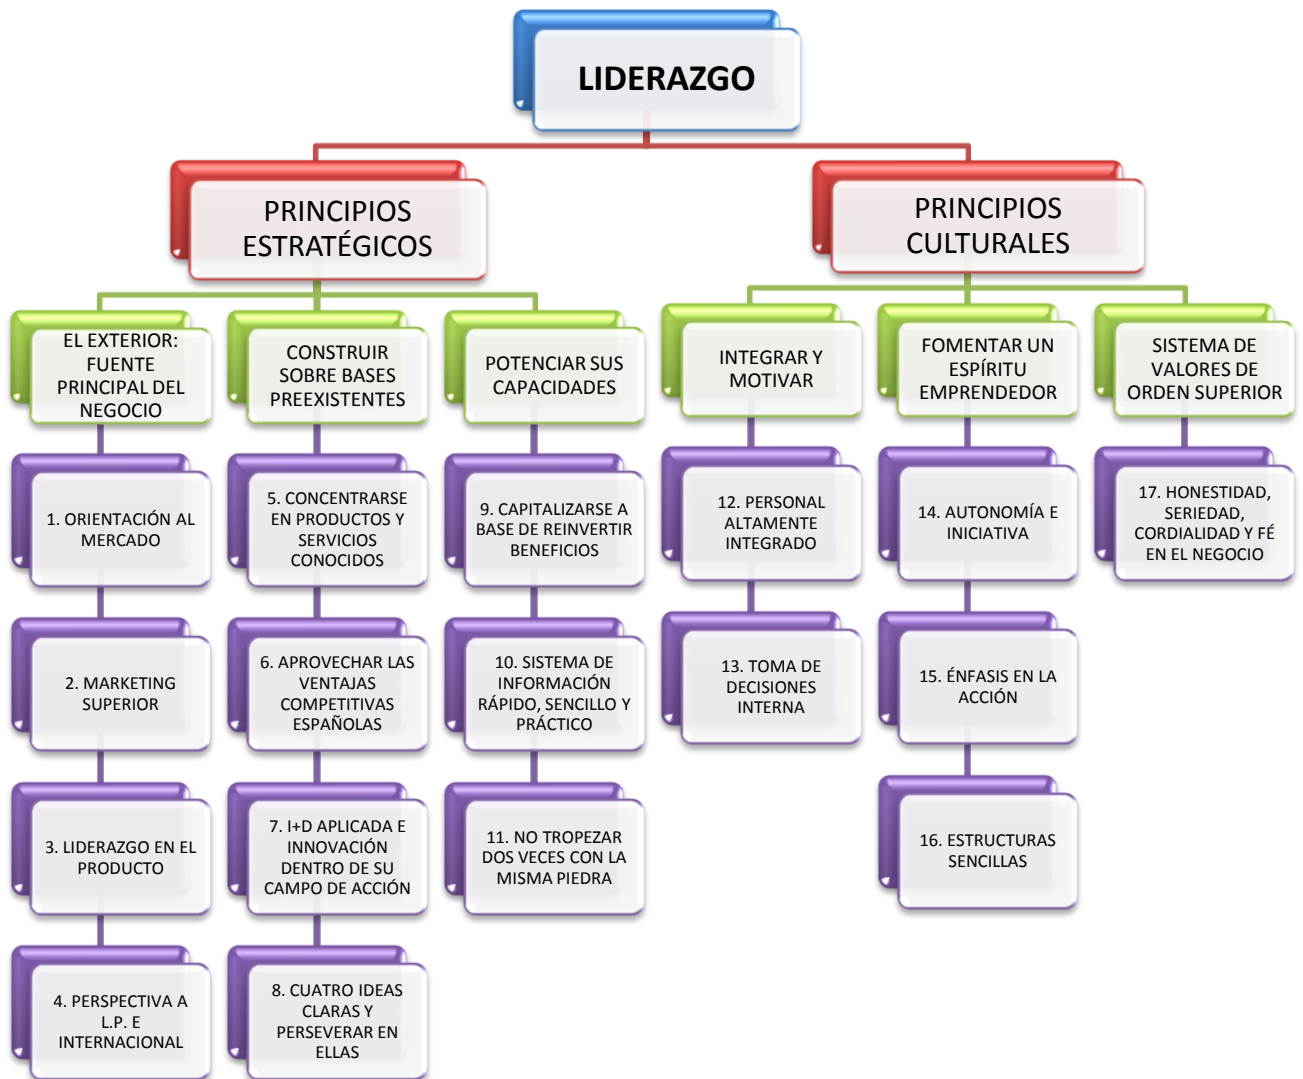 LIDERAZGO
PRINCIPIOS
ESTRATÉGICOS
PRINCIPIOS
CULTURALES
EL EXTERIOR:
FUENTE
PRINCIPAL DEL
NEGOCIO
CONSTRUIR
SOBRE BASES
PREEXISTENTES
POTENCIAR SUS
CAPACIDADES
INTEGRAR Y
MOTIVAR
FOMENTAR UN
ESPÍRITU
EMPRENDEDOR
SISTEMA DE
VALORES DE
ORDEN SUPERIOR
1. ORIENTACIÓN AL
MERCADO
5. CONCENTRARSE
EN PRODUCTOS Y
SERVICIOS
CONOCIDOS
9. CAPITALIZARSE A
BASE DE REINVERTIR
BENEFICIOS
12. PERSONAL
ALTAMENTE
INTEGRADO
14. AUTONOMÍA E
INICIATIVA
17. HONESTIDAD,
SERIEDAD,
CORDIALIDAD Y FÉ
EN EL NEGOCIO
2. MARKETING
SUPERIOR
6. APROVECHAR LAS
VENTAJAS
COMPETITIVAS
ESPAÑOLAS
10. SISTEMA DE
INFORMACIÓN
RÁPIDO, SENCILLO Y
PRÁCTICO
13. TOMA DE
DECISIONES
INTERNA
15. ÉNFASIS EN LA
ACCIÓN
3. LIDERAZGO EN EL
PRODUCTO
7. I+D APLICADA E
INNOVACIÓN
DENTRO DE SU
CAMPO DE ACCIÓN
11. NO TROPEZAR
DOS VECES CON LA
MISMA PIEDRA
16. ESTRUCTURAS
SENCILLAS
4. PERSPECTIVA A
L.P. E
INTERNACIONAL
8. CUATRO IDEAS
CLARAS Y
PERSEVERAR EN
ELLAS